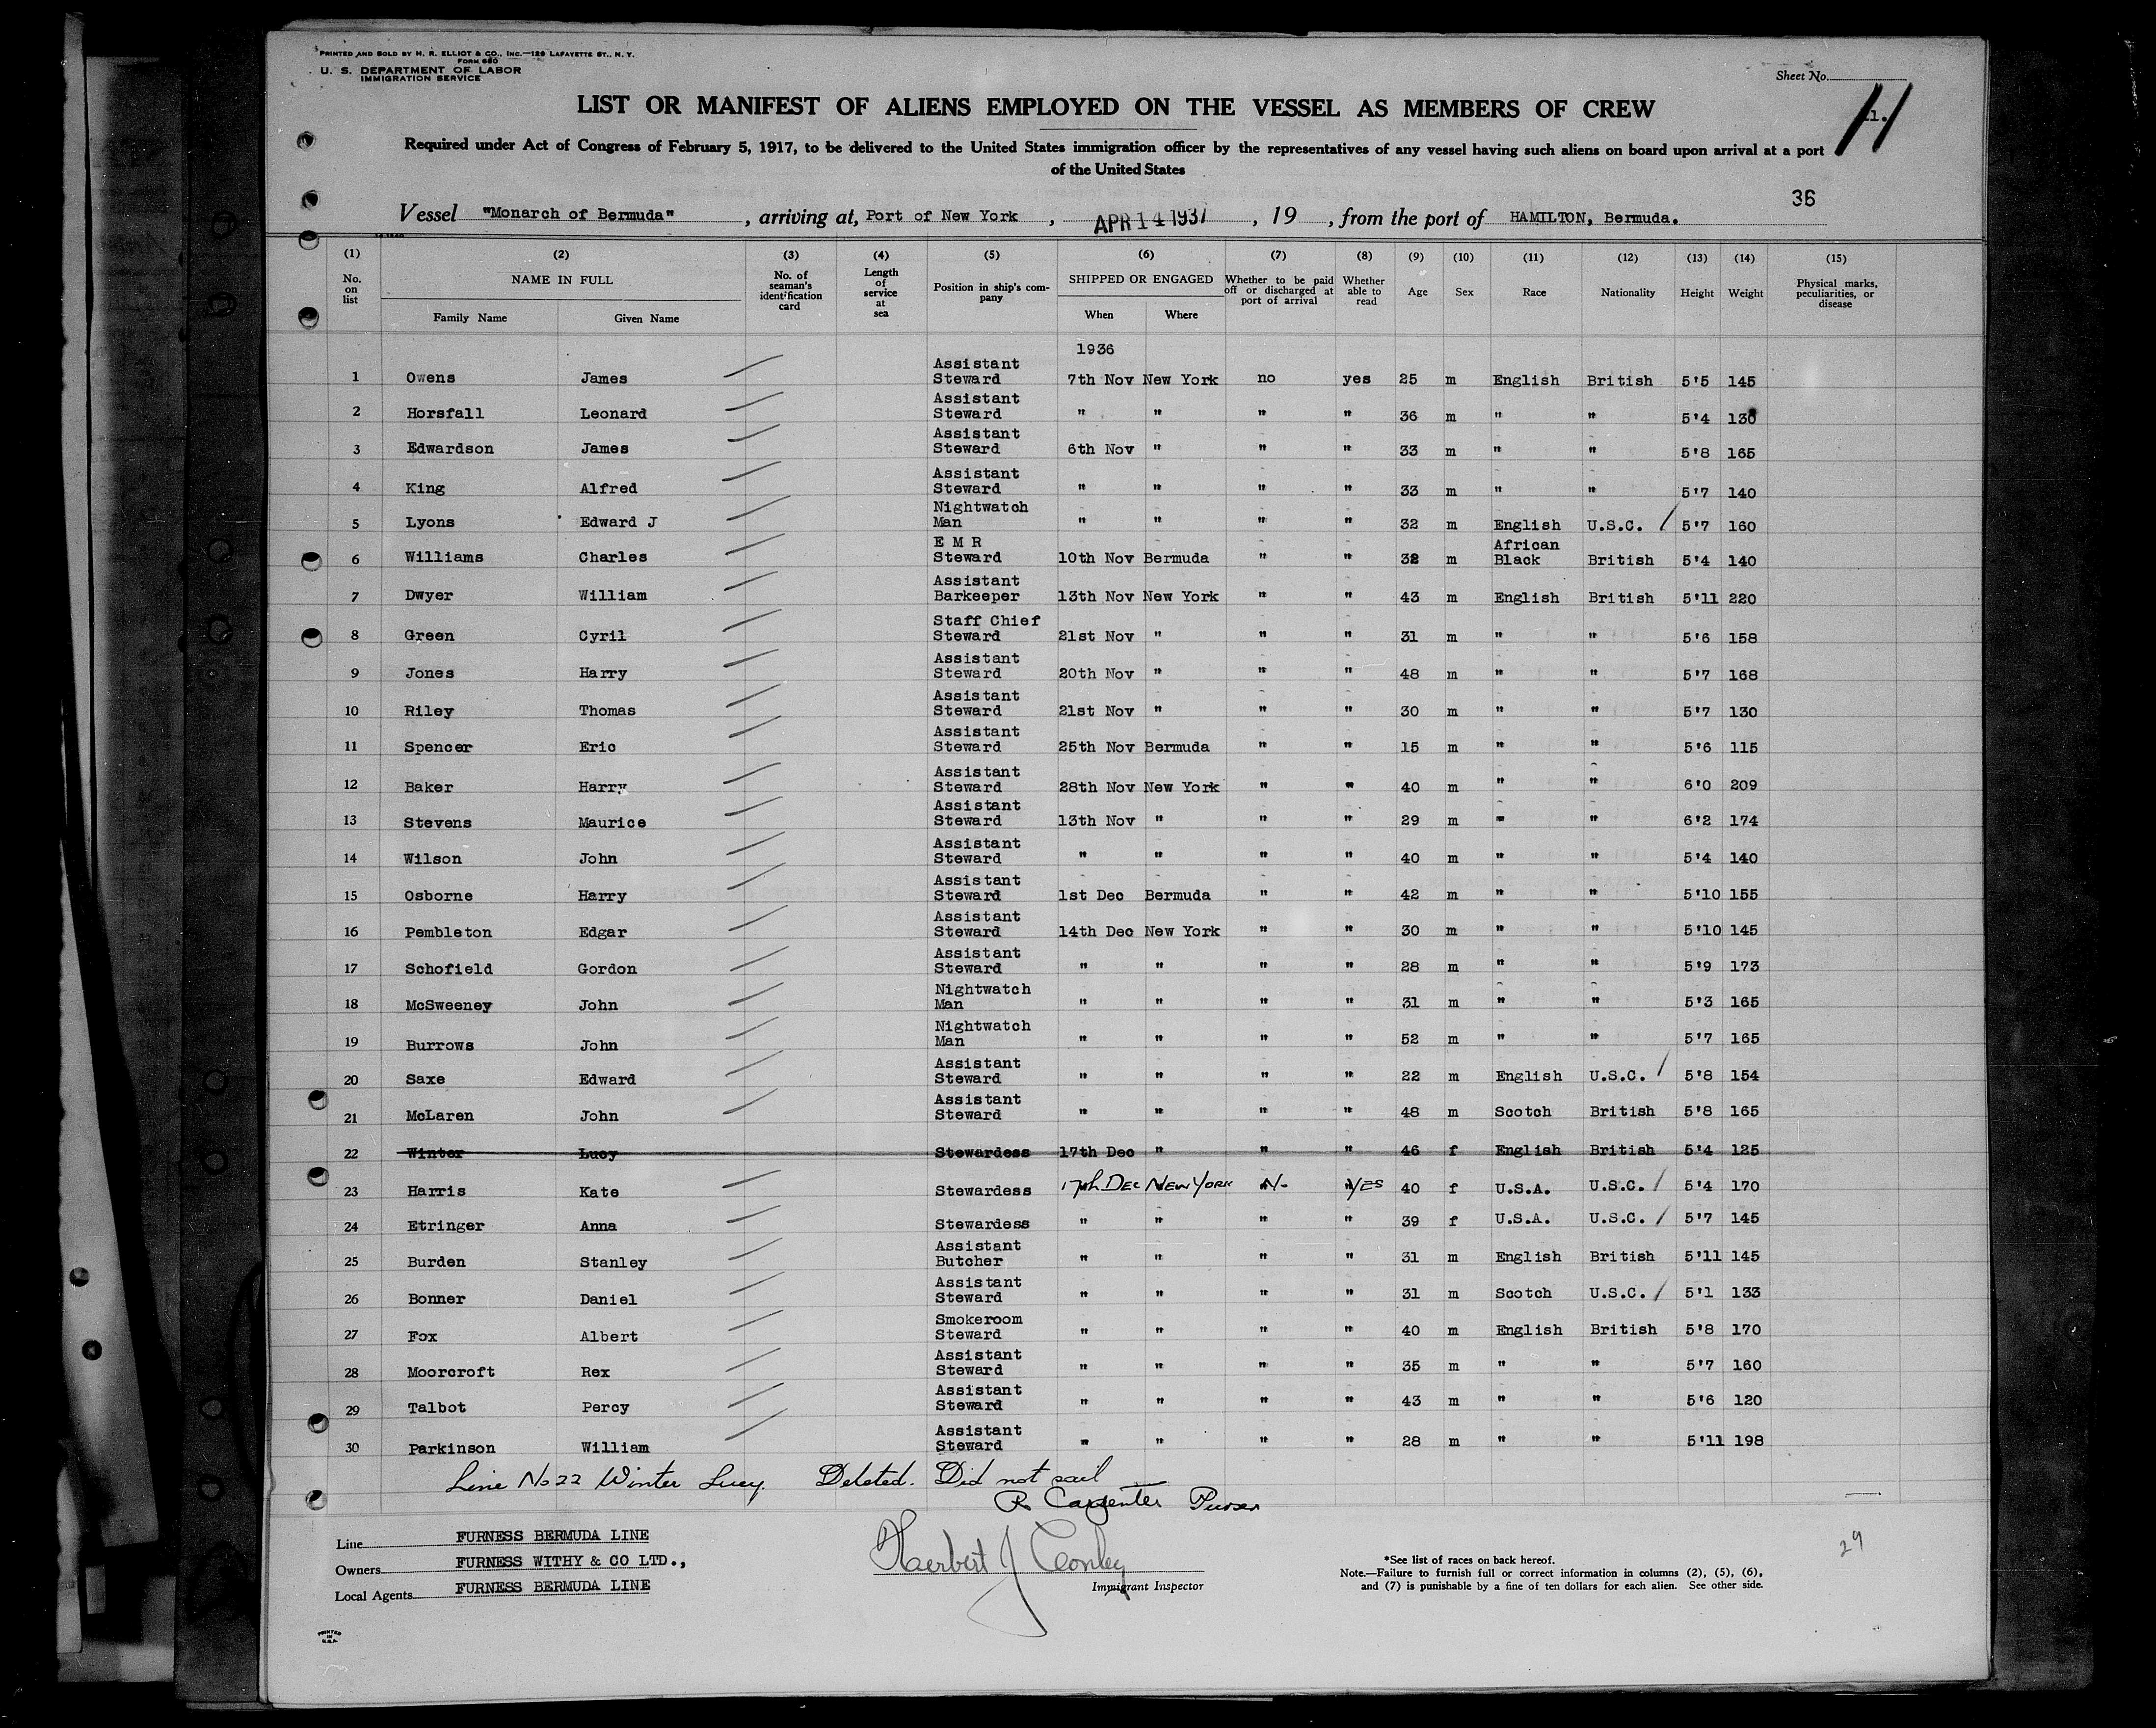 PRINTED AND SOLD BY H. R. ELLIOT & CO., INC.—129 LAFAYETTE ST., N. Y.
FORM 680
U. S. DEPARTMENT OF LABOR
IMMIGRATION SERVICE
Sheet No.
11.
11
LIST OR MANIFEST OF ALIENS EMPLOYED ON THE VESSEL AS MEMBERS OF CREW
Required under Act of Congress of February 5, 1917, to be delivered to the United States immigration officer by the representatives of any vessel having such aliens on board upon arrival at a port
of the United States
36
Vessel "Monarch of Bermuda", arriving at, Port of New York, APR 14 1937, 19, from the port of HAMILTON, Bermuda.
(1) (2) (3) (4) (5) (6) (7) (8) (9) (10) (11) (12) (13) (14) (15)
No. on list NAME IN FULL Family Name Given Name No. of seaman's identification card Length of service at sea Position in ship's company SHIPPED OR ENGAGED When Where Whether to be paid off or discharged at port of arrival Whether able to read Age Sex Race Nationality Height Weight Physical marks, peculiarities, or disease
1936
1 Owens James Assistant Steward 7th Nov New York no yes 25 m English British 5'5 145
2 Horsfall Leonard Assistant Steward " " " " 36 m " " 5'4 130
3 Edwardson James Assistant Steward 6th Nov " " " 33 m " " 5'8 165
4 King Alfred Assistant Steward " " " " 33 m " " 5'7 140
5 Lyons Edward J Nightwatch Man " " " " 32 m English U.S.C. / 5'7 160
6 Williams Charles E M R Steward 10th Nov Bermuda " " 32 m African Black British 5'4 140
7 Dwyer William Assistant Barkeeper 13th Nov New York " " 43 m English British 5'11 220
8 Green Cyril Staff Chief Steward 21st Nov " " " 31 m " " 5'6 158
9 Jones Harry Assistant Steward 20th Nov " " " 48 m " " 5'7 168
10 Riley Thomas Assistant Steward 21st Nov " " " 30 m " " 5'7 130
11 Spencer Eric Assistant Steward 25th Nov Bermuda " " 15 m " " 5'6 115
12 Baker Harry Assistant Steward 28th Nov New York " " 40 m " " 6'0 209
13 Stevens Maurice Assistant Steward 13th Nov " " " 29 m " " 6'2 174
14 Wilson John Assistant Steward " " " " 40 m " " 5'4 140
15 Osborne Harry Assistant Steward 1st Dec Bermuda " " 42 m " " 5'10 155
16 Pembleton Edgar Assistant Steward 14th Dec New York " " 30 m " " 5'10 145
17 Schofield Gordon Assistant Steward " " " " 28 m " " 5'9 173
18 McSweeney John Nightwatch Man " " " " 31 m " " 5'3 165
19 Burrows John Nightwatch Man " " " " 52 m " " 5'7 165
20 Saxe Edward Assistant Steward " " " " 22 m English U.S.C. / 5'8 154
21 McLaren John Assistant Steward " " " " 48 m Scotch British 5'8 165
22 Winter Lucy Stewardess 17th Dec " " " 46 f English British 5'4 125
23 Harris Kate Stewardess 17th DEC NEW YORK No YES 40 f U.S.A. U.S.C. / 5'4 170
24 Etringer Anna Stewardess " " " " 39 f U.S.A. U.S.C. / 5'7 145
25 Burden Stanley Assistant Butcher " " " " 31 m English British 5'11 145
26 Bonner Daniel Assistant Steward " " " " 31 m Scotch U.S.C. / 5'1 133
27 Fox Albert Smokeroom Steward " " " " 40 m English British 5'8 170
28 Moorcroft Rex Assistant Steward " " " " 35 m " " 5'7 160
29 Talbot Percy Assistant Steward " " " " 43 m " " 5'6 120
30 Parkinson William Assistant Steward " " " " 28 m " " 5'11 198
Line No 22 Winter Lucy. Deleted. Did not sail
R. Carpenter Purser
Line FURNESS BERMUDA LINE
Owners FURNESS WITHY & CO LTD.,
Local Agents FURNESS BERMUDA LINE
Herbert J Conley
Immigrant Inspector
29
*See list of races on back hereof.
Note.—Failure to furnish full or correct information in columns (2), (5), (6),
and (7) is punishable by a fine of ten dollars for each alien. See other side.
PRINTED
IN
U.S.A.